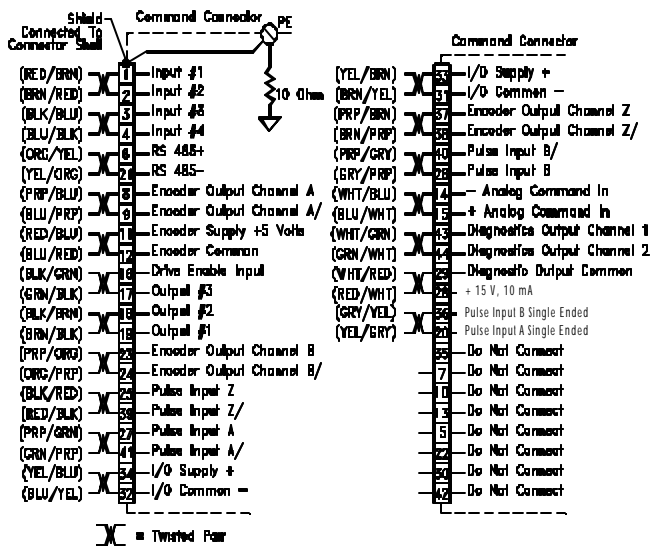 Shield
Connected To
Connector Shell
Command Connector
PE
10 Ohm
(RED/BRN) 1 Input #1
(BRN/RED) 2 Input #2
(BLK/BLU) 3 Input #3
(BLU/BLK) 4 Input #4
(ORG/YEL) 6 RS 485+
(YEL/ORG) RS 485-
(PRP/BLU) 8 Encoder Output Channel A
(BLU/PRP) 9 Encoder Output Channel A/
(RED/BLU) 11 Encoder Supply +5 Volts
(BLU/RED) 12 Encoder Common
(BLK/GRN) 16 Drive Enable Input
(GRN/BLK) 17 Output #3
(BLK/BRN) 18 Output #2
(BRN/BLK) 19 Output #1
(PRP/ORG) 23 Encoder Output Channel B
(ORG/PRP) 24 Encoder Output Channel B/
(BLK/RED) 25 Pulse Input Z
(RED/BLK) Pulse Input Z/
(PRP/GRN) 27 Pulse Input A
(GRN/PRP) 41 Pulse Input A/
(YEL/BLU) 34 I/O Supply +
(BLU/YEL) 32 I/O Common -
= Twisted Pair
Command Connector
(YEL/BRN) 33 I/O Supply +
(BRN/YEL) 31 I/O Common -
(PRP/BRN) 37 Encoder Output Channel Z
(BRN/PRP) 38 Encoder Output Channel Z/
(PRP/GRY) 40 Pulse Input B/
(GRY/PRP) Pulse Input B
(WHT/BLU) 14 - Analog Command In
(BLU/WHT) 15 + Analog Command In
(WHT/GRN) 43 Diagnostics Output Channel 1
(GRN/WHT) 44 Diagnostics Output Channel 2
(WHT/RED) 29 Diagnostic Output Common
(RED/WHT) + 15 V, 10 mA
(GRY/YEL) 36 Pulse Input B Single Ended
(YEL/GRY) 20 Pulse Input A Single Ended
35 Do Not Connect
7 Do Not Connect
10 Do Not Connect
13 Do Not Connect
5 Do Not Connect
22 Do Not Connect
30 Do Not Connect
42 Do Not Connect